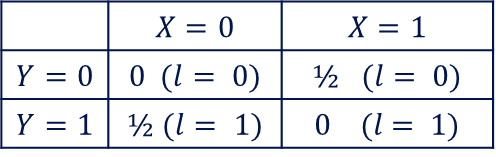 X = 0 X = 1
Y = 0 0 (l = 0) ½ (l = 0)
Y = 1 ½ (l = 1) 0 (l = 1)